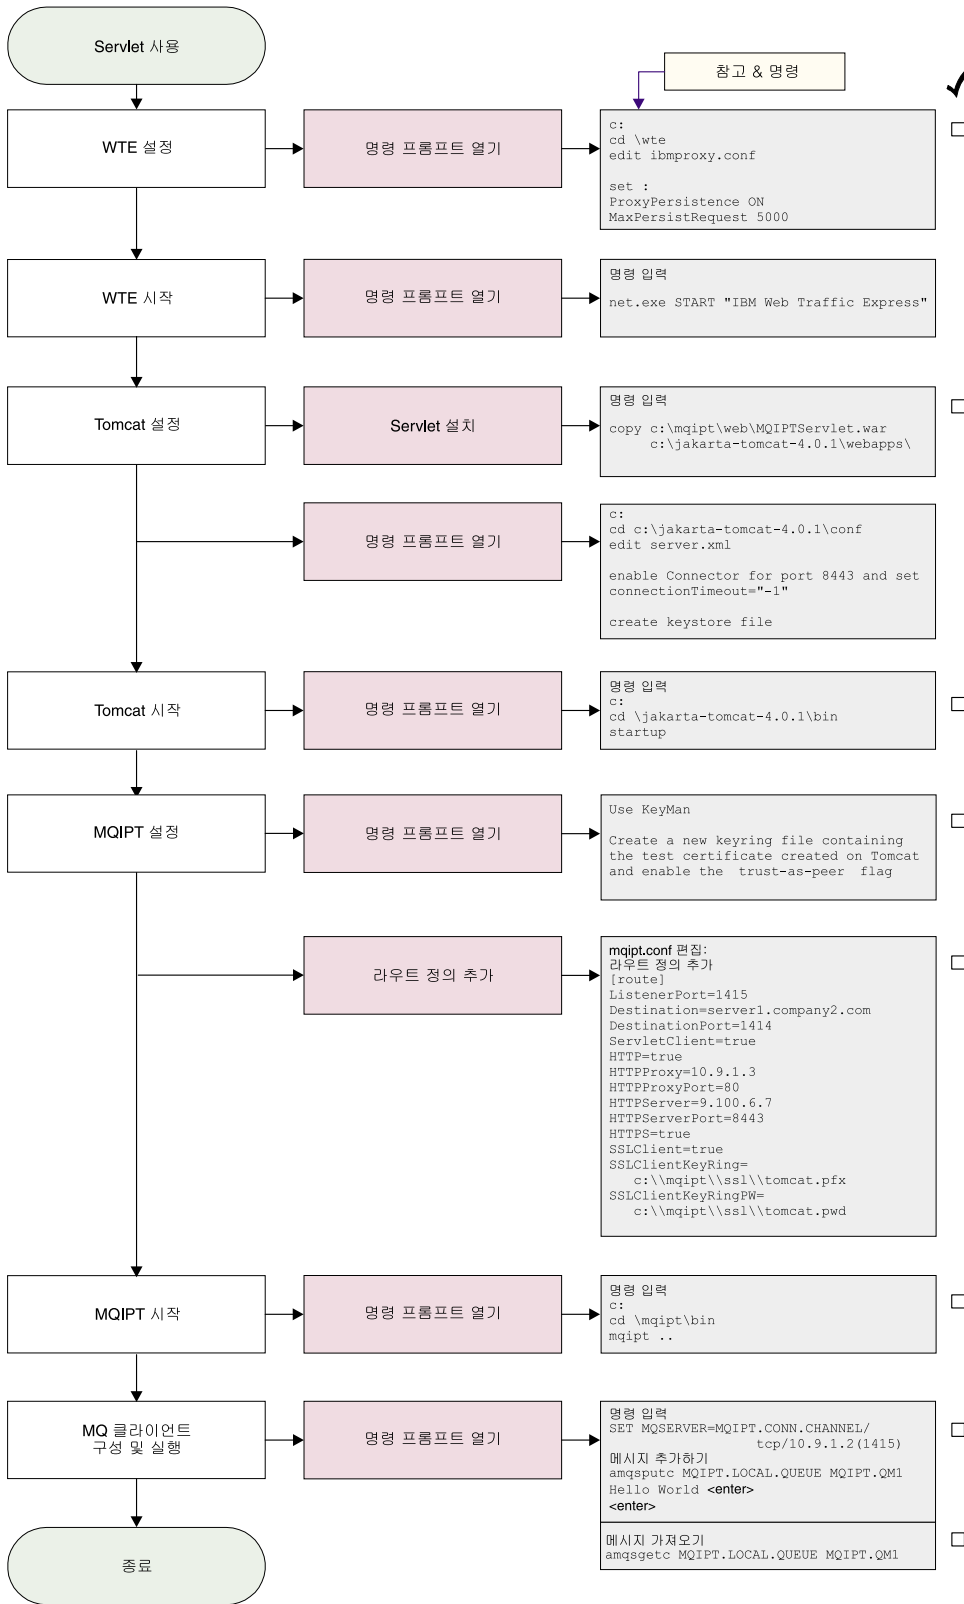 Servlet 사용
참고 & 명령
WTE 설정
명령 프롬프트 열기
c:
cd \wte
edit ibmproxy.conf
set :
ProxyPersistence ON
MaxPersistRequest 5000
WTE 시작
명령 프롬프트 열기
명령 입력
net.exe START "IBM Web Traffic Express"
Tomcat 설정
Servlet 설치
명령 입력
copy c:\mqipt\web\MQIPTServlet.war
c:\jakarta-tomcat-4.0.1\webapps\
명령 프롬프트 열기
c:
cd c:\jakarta-tomcat-4.0.1\conf
edit server.xml
enable Connector for port 8443 and set
connectionTimeout="-1"
create keystore file
Tomcat 시작
명령 프롬프트 열기
명령 입력
c:
cd \jakarta-tomcat-4.0.1\bin
startup
MQIPT 설정
명령 프롬프트 열기
Use KeyMan
Create a new keyring file containing
the test certificate created on Tomcat
and enable the trust-as-peer flag
라우트 정의 추가
mqipt.conf 편집:
라우트 정의 추가
[route]
ListenerPort=1415
Destination=server1.company2.com
DestinationPort=1414
ServletClient=true
HTTP=true
HTTPProxy=10.9.1.3
HTTPProxyPort=80
HTTPServer=9.100.6.7
HTTPServerPort=8443
HTTPS=true
SSLClient=true
SSLClientKeyRing=
c:\\mqipt\\ssl\\tomcat.pfx
SSLClientKeyRingPW=
c:\\mqipt\\ssl\\tomcat.pwd
MQIPT 시작
명령 프롬프트 열기
명령 입력
c:
cd \mqipt\bin
mqipt ..
MQ 클라이언트
구성 및 실행
명령 프롬프트 열기
명령 입력
SET MQSERVER=MQIPT.CONN.CHANNEL/
tcp/10.9.1.2(1415)
메시지 추가하기
amqsputc MQIPT.LOCAL.QUEUE MQIPT.QM1
Hello World <enter>
<enter>
메시지 가져오기
amqsgetc MQIPT.LOCAL.QUEUE MQIPT.QM1
종료